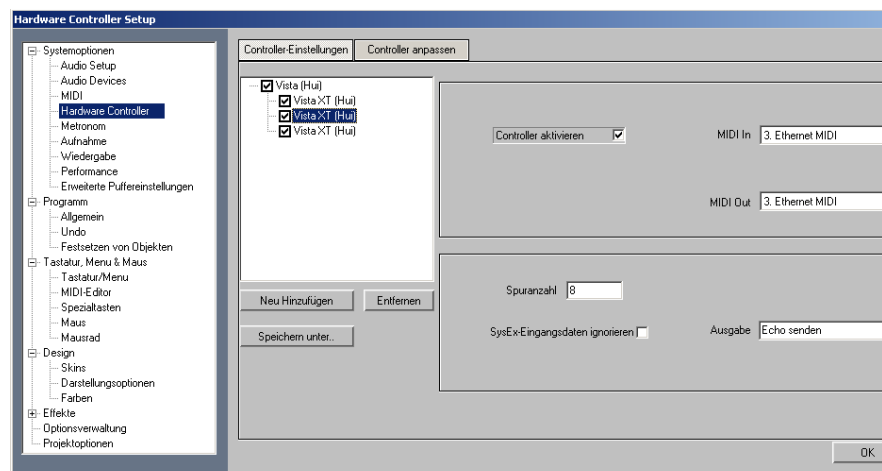 Hardware Controller Setup
Systemoptionen
Audio Setup
Audio Devices
MIDI
Hardware Controller
Metronom
Aufnahme
Wiedergabe
Performance
Erweiterte Puffereinstellungen
Programm
Allgemein
Undo
Festsetzen von Objekten
Tastatur, Menu & Maus
Tastatur/Menu
MIDI-Editor
Spezialtasten
Maus
Mausrad
Design
Skins
Darstellungsoptionen
Farben
Effekte
Optionsverwaltung
Projektoptionen
Controller-Einstellungen
Controller anpassen
Vista (Hui)
Vista XT (Hui)
Vista XT (Hui)
Vista XT (Hui)
Neu Hinzufügen
Entfernen
Speichern unter..
Controller aktivieren
MIDI In
3. Ethernet MIDI
MIDI Out
3. Ethernet MIDI
Spuranzahl
8
SysEx-Eingangsdaten ignorieren
Ausgabe
Echo senden
OK